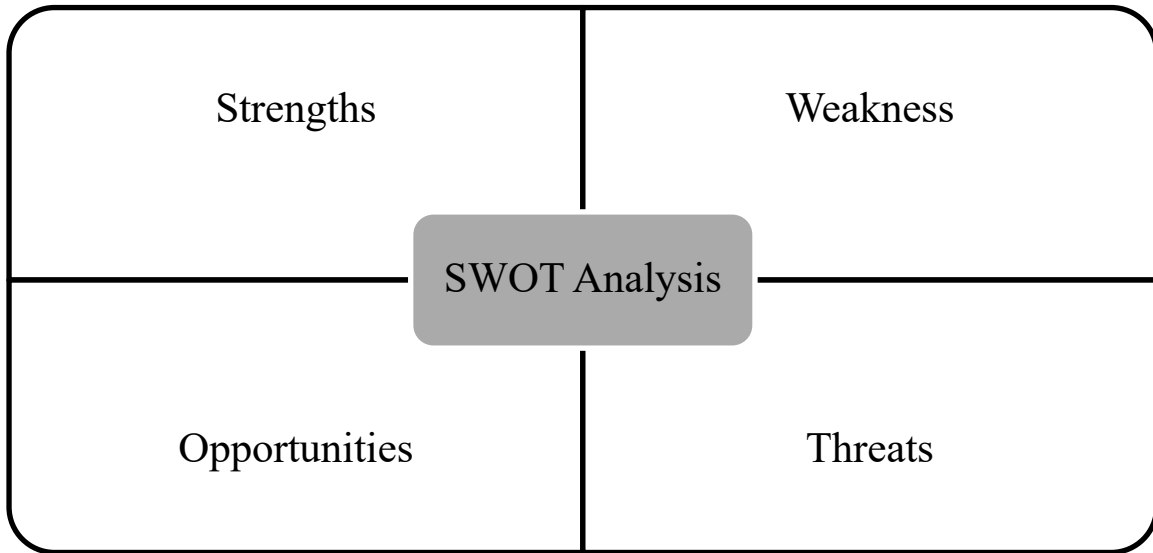 Strengths
Weakness
SWOT Analysis
Opportunities
Threats